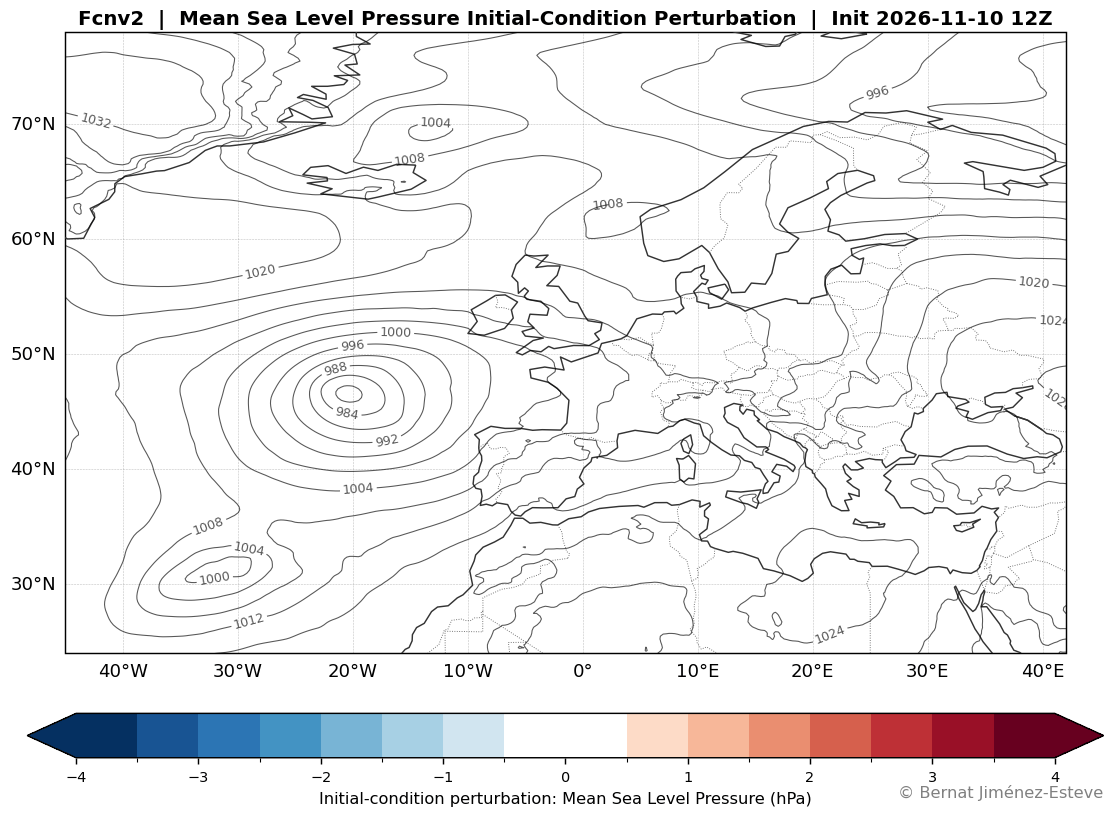 Fcnv2 | Mean Sea Level Pressure Initial-Condition Perturbation | Init 2026-11-10 12Z
1032
996
70°N
1004
1008
1008
60°N
1020
1020
1000
1024
996
50°N
988
984
992
40°N
1004
1008
1004
1000
30°N
1012
1024
40°W 30°W 20°W 10°W 0° 10°E 20°E 30°E 40°E
−4 −3 −2 −1 0 1 2 3 4
Initial-condition perturbation: Mean Sea Level Pressure (hPa)
© Bernat Jiménez-Esteve